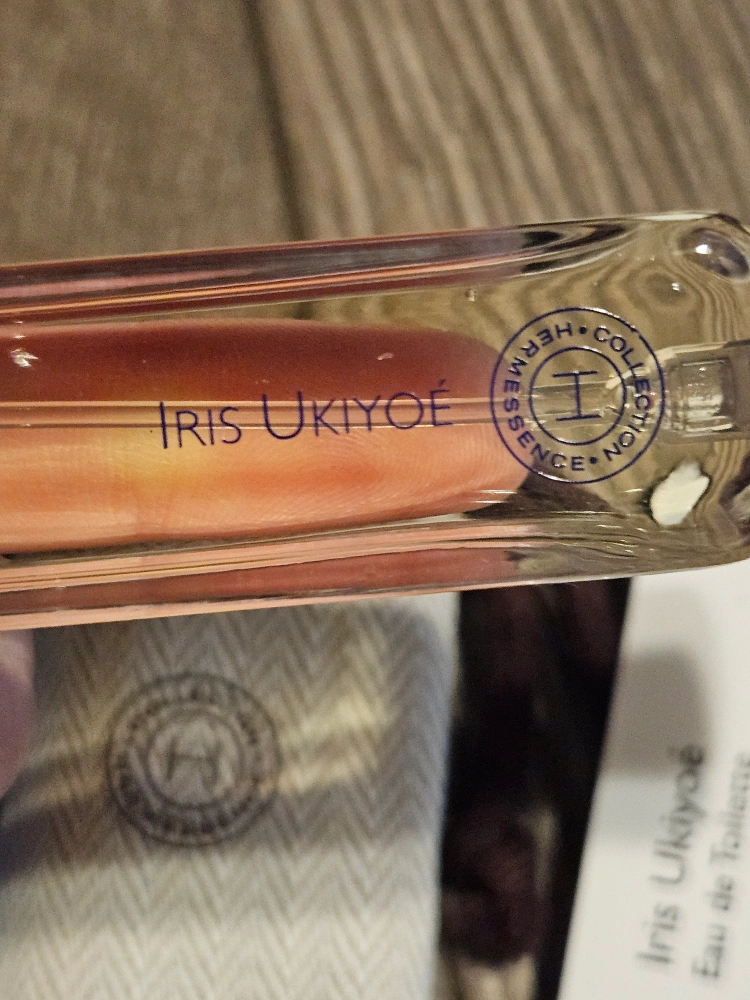 IRIS UKIYOÉ
HERMESSENCE • COLLECTION •
H
Iris Ukiyoé
Eau de Toilette